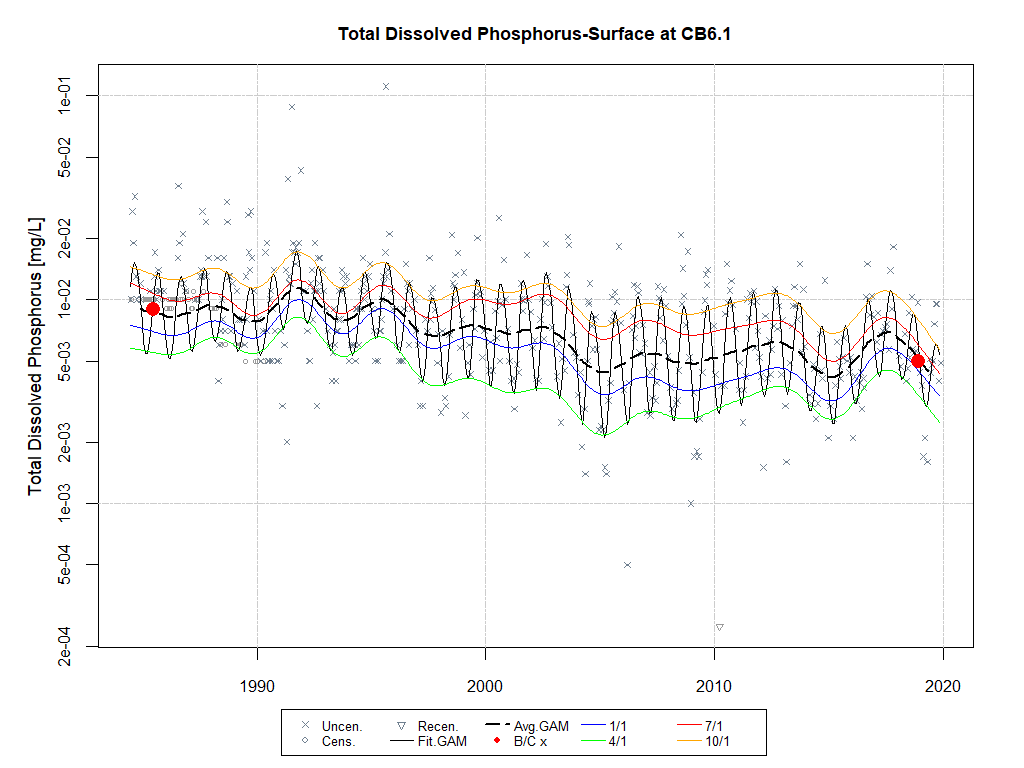 Total Dissolved Phosphorus-Surface at CB6.1
Total Dissolved Phosphorus [mg/L]
1e-01
5e-02
2e-02
1e-02
5e-03
2e-03
1e-03
5e-04
2e-04
1990 2000 2010 2020
Uncen. Recen. Avg.GAM 1/1 7/1
Cens. Fit.GAM B/C x 4/1 10/1